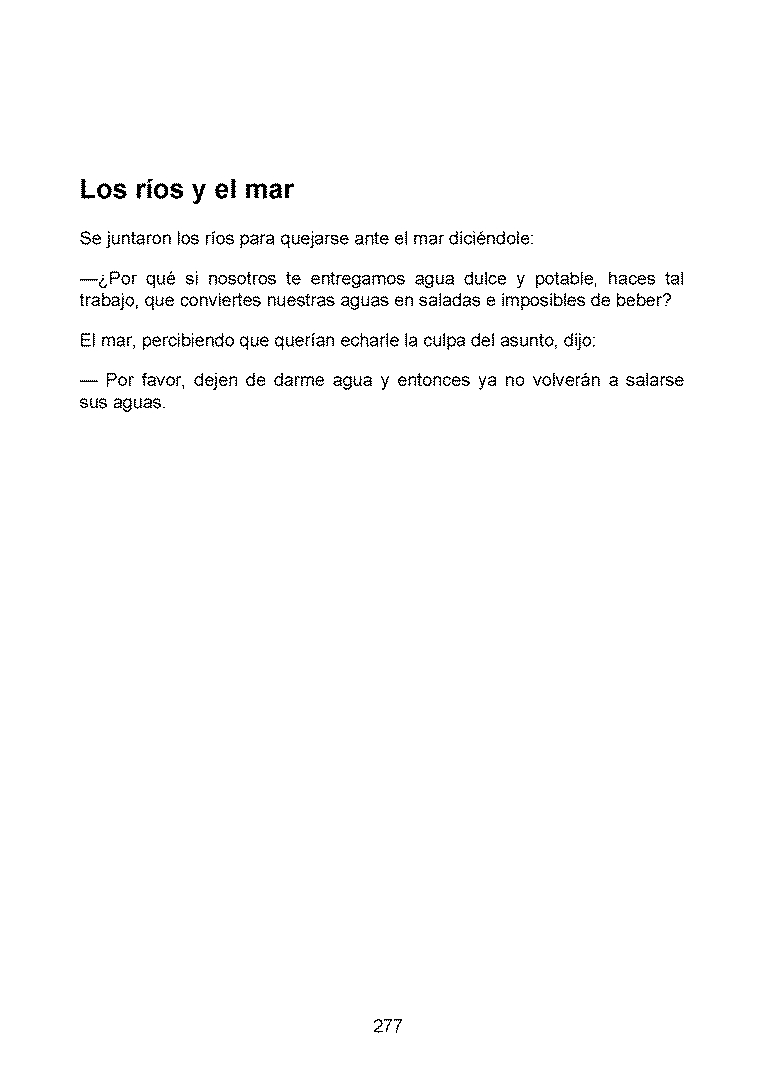 Los ríos y el mar
Se juntaron los ríos para quejarse ante el mar diciéndole:
—¿Por qué si nosotros te entregamos agua dulce y potable, haces tal
trabajo, que conviertes nuestras aguas en saladas e imposibles de beber?
El mar, percibiendo que querían echarle la culpa del asunto, dijo:
— Por favor, dejen de darme agua y entonces ya no volverán a salarse
sus aguas.
277